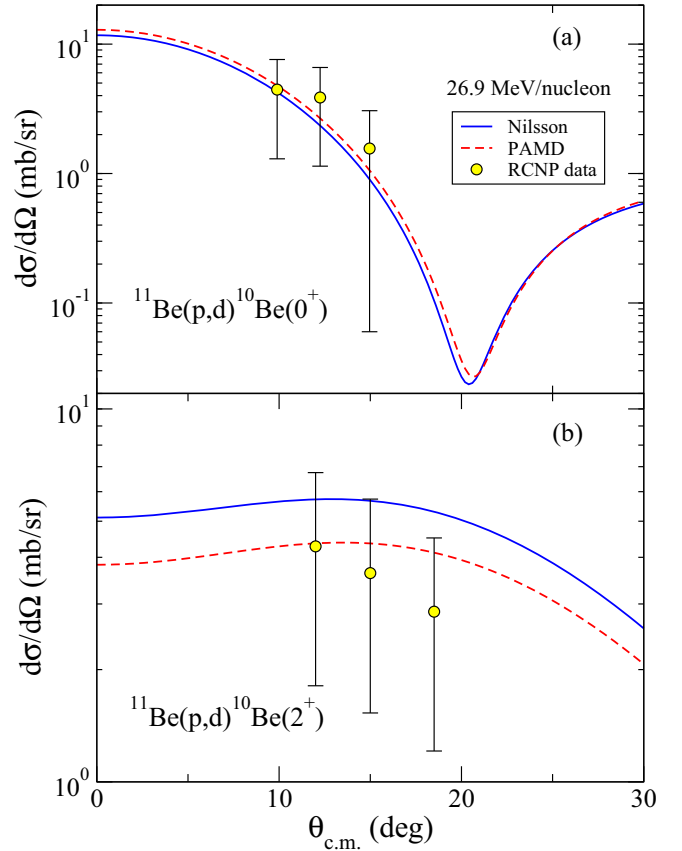 (a)
10¹
10⁰
10⁻¹
dσ/dΩ (mb/sr)
26.9 MeV/nucleon
Nilsson
PAMD
RCNP data
¹¹Be(p,d)¹⁰Be(0⁺)
(b)
10¹
10⁰
dσ/dΩ (mb/sr)
¹¹Be(p,d)¹⁰Be(2⁺)
0 10 20 30
θc.m. (deg)